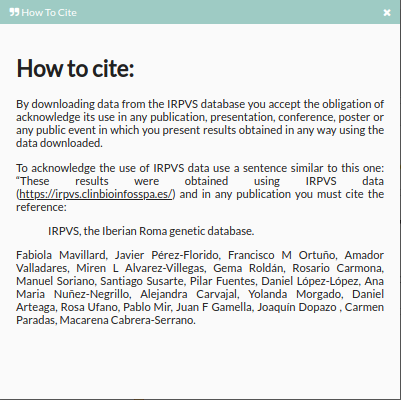 How To Cite
How to cite:
By downloading data from the IRPVS database you accept the obligation of
acknowledge its use in any publication, presentation, conference, poster or
any public event in which you present results obtained in any way using the
data downloaded.
To acknowledge the use of IRPVS data use a sentence similar to this one:
“These results were obtained using IRPVS data
(https://irpvs.clinbioinfosspa.es/) and in any publication you must cite the
reference:
IRPVS, the Iberian Roma genetic database.
Fabiola Mavillard, Javier Pérez-Florido, Francisco M Ortuño, Amador
Valladares, Miren L Alvarez-Villegas, Gema Roldán, Rosario Carmona,
Manuel Soriano, Santiago Susarte, Pilar Fuentes, Daniel López-López, Ana
Maria Nuñez-Negrillo, Alejandra Carvajal, Yolanda Morgado, Daniel
Arteaga, Rosa Ufano, Pablo Mir, Juan F Gamella, Joaquín Dopazo , Carmen
Paradas, Macarena Cabrera-Serrano.